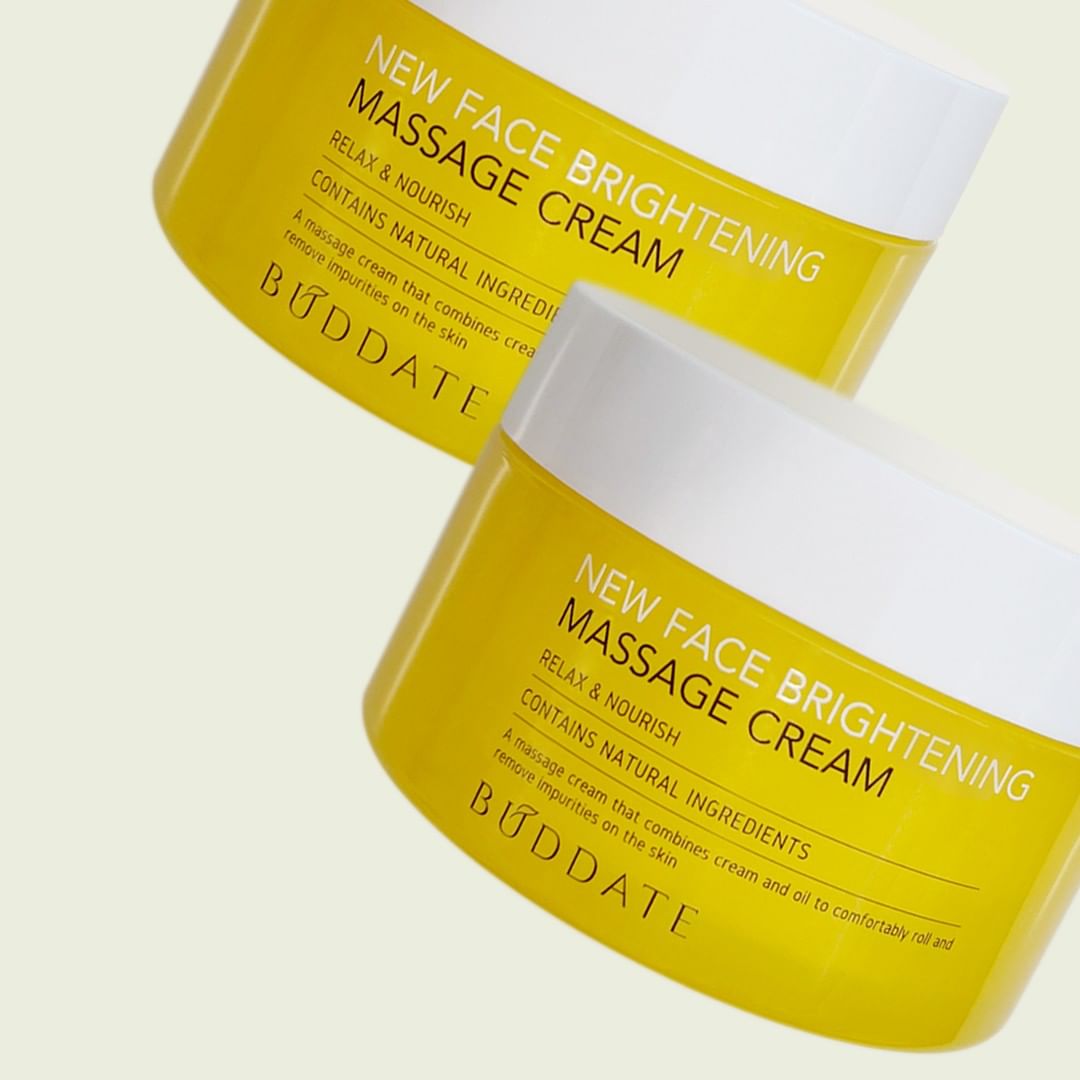 NEW FACE BRIGHTENING
MASSAGE CREAM
RELAX & NOURISH
CONTAINS NATURAL INGREDIE
A massage cream that combines crea
remove impurities on the skin
BUDDATE
NEW FACE BRIGHTENING
MASSAGE CREAM
RELAX & NOURISH
CONTAINS NATURAL INGREDIENTS
A massage cream that combines cream and oil to comfortably roll and
remove impurities on the skin
BUDDATE